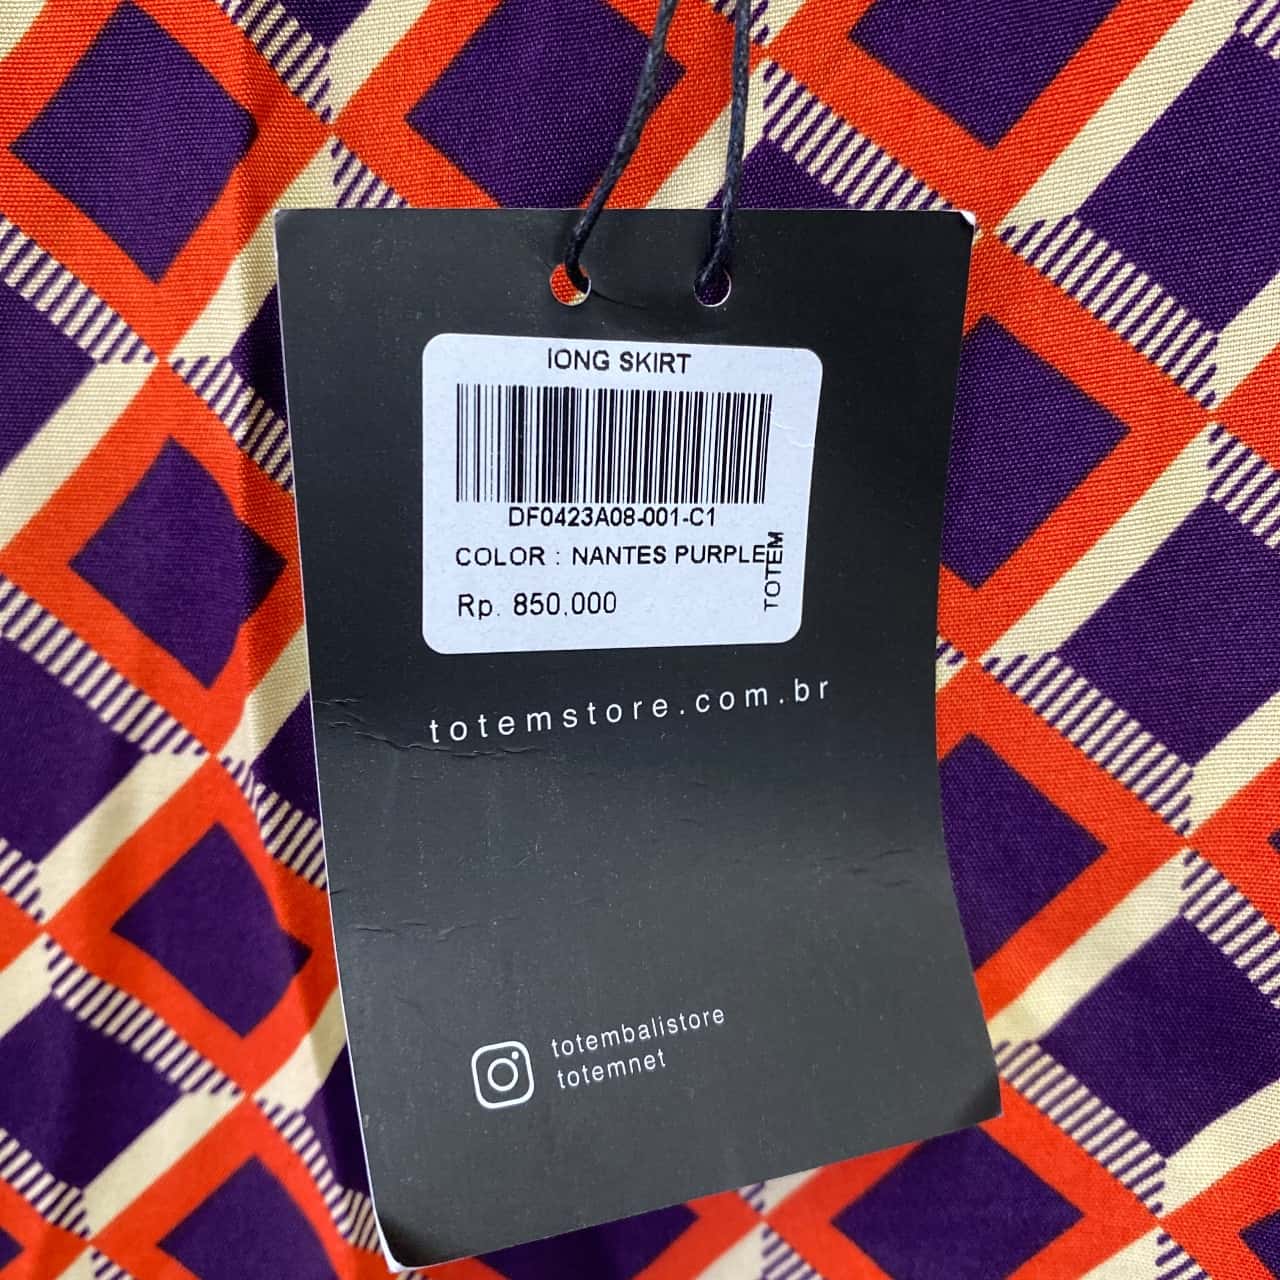 IONG SKIRT
DF0423A08-001-C1
COLOR : NANTES PURPLE
TOTEM
Rp. 850,000
totemstore.com.br
totembalistore
totemnet